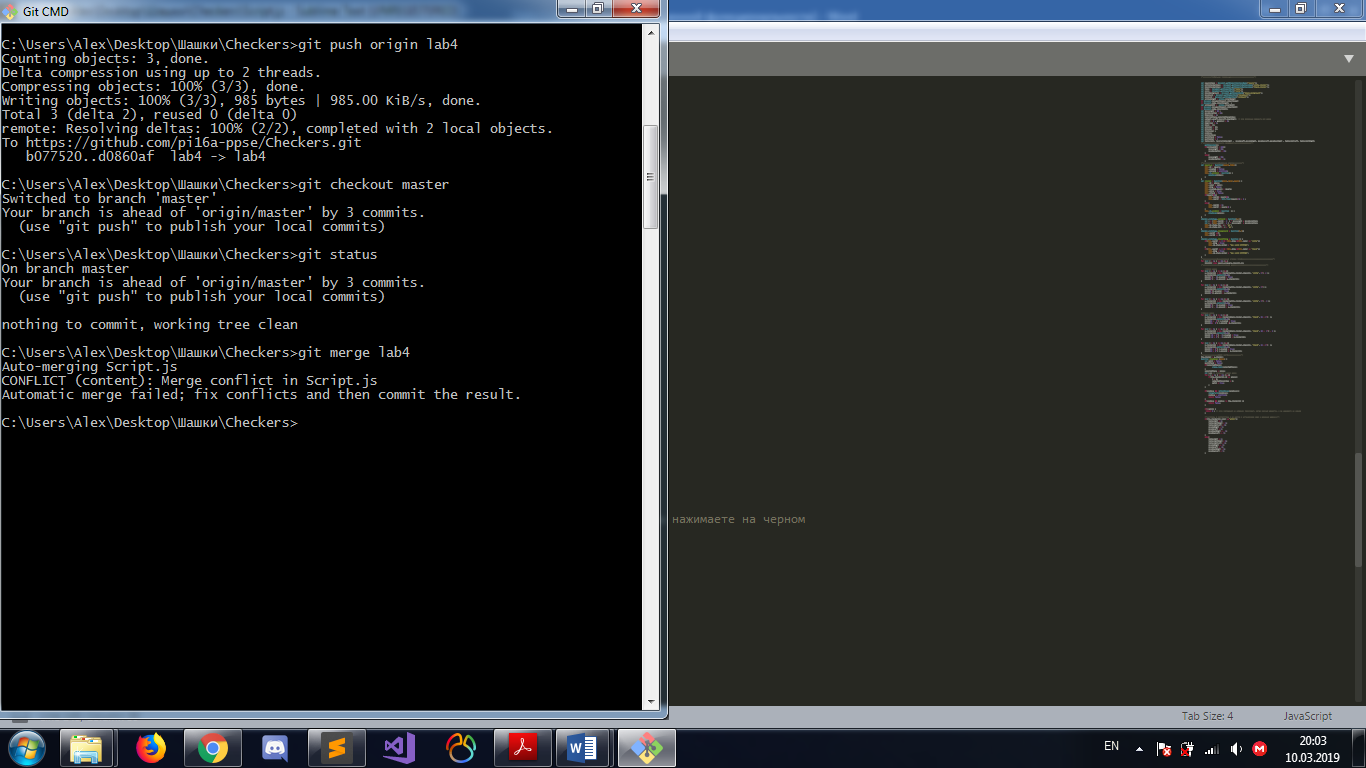 Git CMD
C:\Users\Alex\Desktop\Шашки\Checkers>git push origin lab4
Counting objects: 3, done.
Delta compression using up to 2 threads.
Compressing objects: 100% (3/3), done.
Writing objects: 100% (3/3), 985 bytes | 985.00 KiB/s, done.
Total 3 (delta 2), reused 0 (delta 0)
remote: Resolving deltas: 100% (2/2), completed with 2 local objects.
To https://github.com/pi16a-ppse/Checkers.git
   b077520..d0860af  lab4 -> lab4
C:\Users\Alex\Desktop\Шашки\Checkers>git checkout master
Switched to branch 'master'
Your branch is ahead of 'origin/master' by 3 commits.
  (use "git push" to publish your local commits)
C:\Users\Alex\Desktop\Шашки\Checkers>git status
On branch master
Your branch is ahead of 'origin/master' by 3 commits.
  (use "git push" to publish your local commits)
nothing to commit, working tree clean
C:\Users\Alex\Desktop\Шашки\Checkers>git merge lab4
Auto-merging Script.js
CONFLICT (content): Merge conflict in Script.js
Automatic merge failed; fix conflicts and then commit the result.
C:\Users\Alex\Desktop\Шашки\Checkers>
нажимаете на черном
Tab Size: 4 JavaScript
EN
20:03
10.03.2019